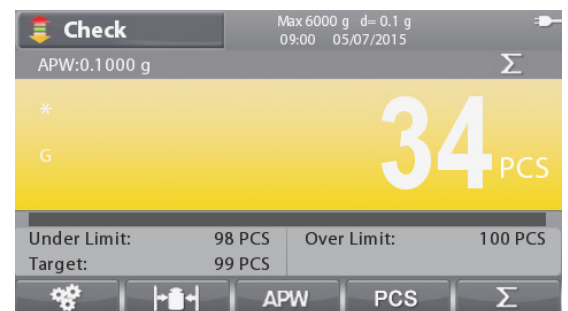 Check
Max 6000 g d= 0.1 g
09:00 05/07/2015
APW:0.1000 g Σ
*
34 PCS
G
Under Limit: 98 PCS Over Limit: 100 PCS
Target: 99 PCS
APW PCS Σ